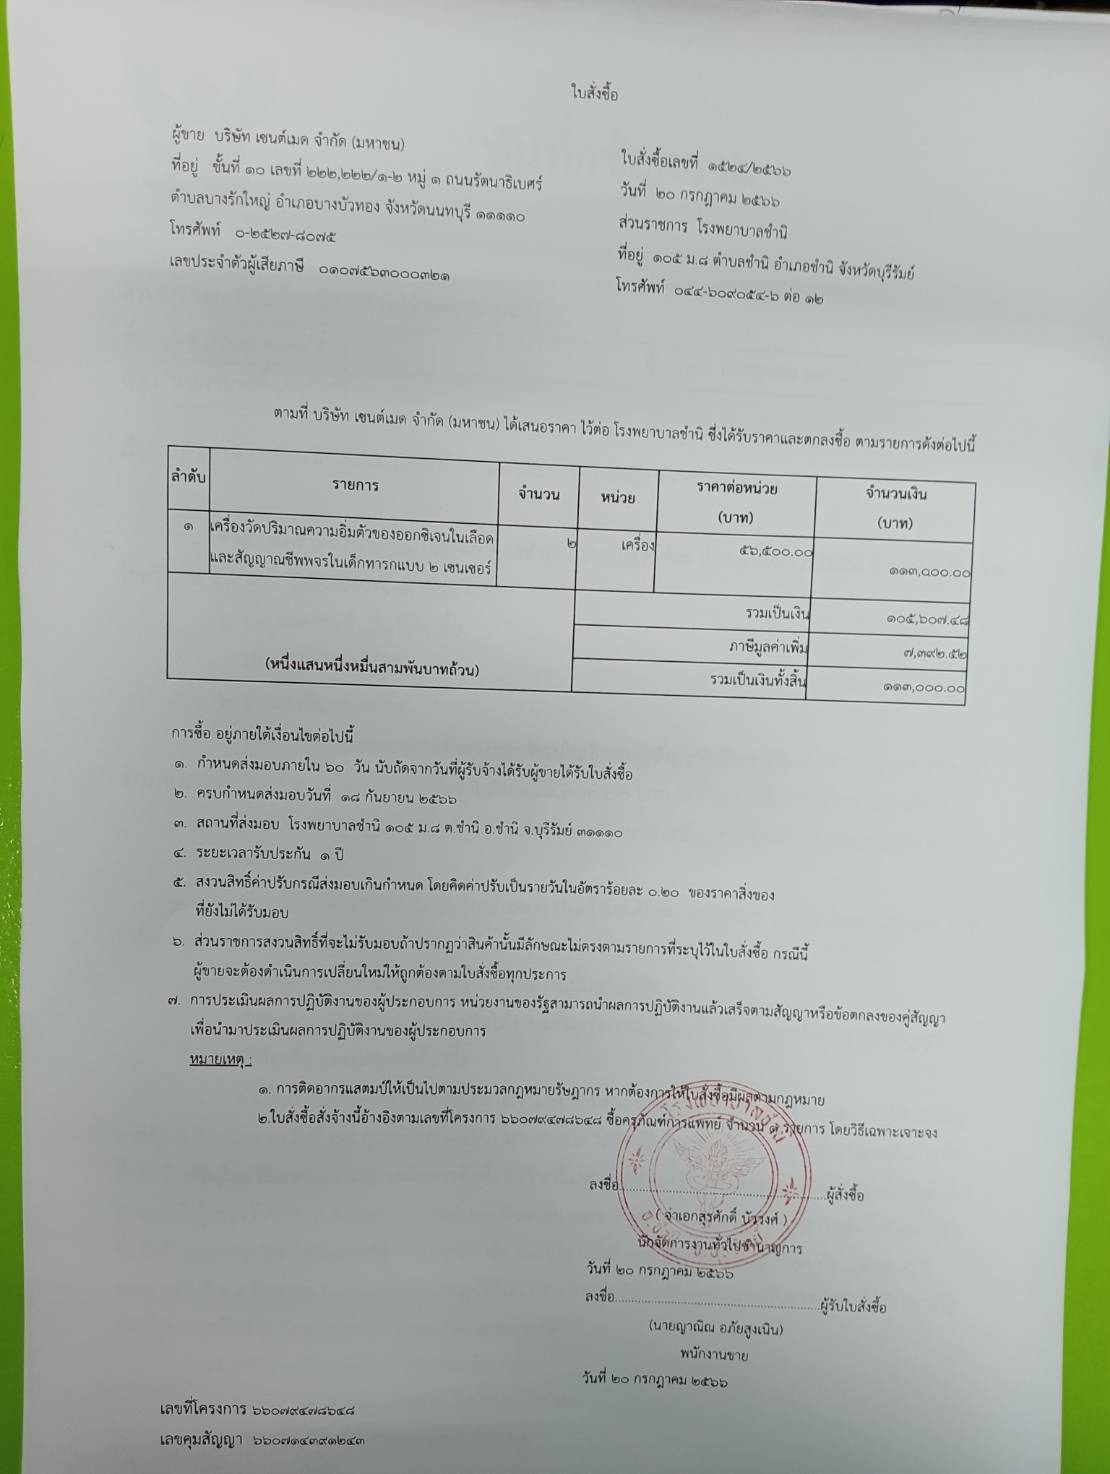 ใบสั่งซื้อ
ผู้ขาย บริษัท เซนต์เมด จำกัด (มหาชน)
ที่อยู่ ชั้นที่ ๑๐ เลขที่ ๒๒๒,๒๒๒/๑-๒ หมู่ ๑ ถนนรัตนาธิเบศร์
ตำบลบางรักใหญ่ อำเภอบางบัวทอง จังหวัดนนทบุรี ๑๑๑๑๐
โทรศัพท์ ๐-๒๕๒๗-๘๐๗๕
เลขประจำตัวผู้เสียภาษี ๐๑๐๗๕๖๓๐๐๐๓๒๑
ใบสั่งซื้อเลขที่ ๑๕๒๔/๒๕๖๖
วันที่ ๒๐ กรกฎาคม ๒๕๖๖
ส่วนราชการ โรงพยาบาลชำนิ
ที่อยู่ ๑๐๕ ม.๘ ตำบลชำนิ อำเภอชำนิ จังหวัดบุรีรัมย์
โทรศัพท์ ๐๔๔-๖๐๙๐๕๔-๖ ต่อ ๑๒
ตามที่ บริษัท เซนต์เมด จำกัด (มหาชน) ได้เสนอราคา ไว้ต่อ โรงพยาบาลชำนิ ซึ่งได้รับราคาและตกลงซื้อ ตามรายการดังต่อไปนี้
ลำดับ รายการ จำนวน หน่วย ราคาต่อหน่วย (บาท) จำนวนเงิน (บาท)
๑ เครื่องวัดปริมาณความอิ่มตัวของออกซิเจนในเลือด ๒ เครื่อง ๕๖,๕๐๐.๐๐
และสัญญาณชีพพจรในเด็กทารกแบบ ๒ เซนเซอร์
รวมเป็นเงิน ๑๐๕,๖๐๗.๔๘
ภาษีมูลค่าเพิ่ม ๗,๓๙๒.๕๒
(หนึ่งแสนหนึ่งหมื่นสามพันบาทถ้วน) รวมเป็นเงินทั้งสิ้น ๑๑๓,๐๐๐.๐๐
การซื้อ อยู่ภายใต้เงื่อนไขต่อไปนี้
๑. กำหนดส่งมอบภายใน ๖๐ วัน นับถัดจากวันที่ผู้รับจ้างได้รับผู้ขายได้รับใบสั่งซื้อ
๒. ครบกำหนดส่งมอบวันที่ ๑๘ กันยายน ๒๕๖๖
๓. สถานที่ส่งมอบ โรงพยาบาลชำนิ ๑๐๕ ม.๘ ต.ชำนิ อ.ชำนิ จ.บุรีรัมย์ ๓๑๑๑๐
๔. ระยะเวลารับประกัน ๑ ปี
๕. สงวนสิทธิ์ค่าปรับกรณีส่งมอบเกินกำหนด โดยคิดค่าปรับเป็นรายวันในอัตราร้อยละ ๐.๒๐ ของราคาสิ่งของ
ที่ยังไม่ได้รับมอบ
๖. ส่วนราชการสงวนสิทธิ์ที่จะไม่รับมอบถ้าปรากฏว่าสินค้านั้นมีลักษณะไม่ตรงตามรายการที่ระบุไว้ในใบสั่งซื้อ กรณีนี้
ผู้ขายจะต้องดำเนินการเปลี่ยนใหม่ให้ถูกต้องตามใบสั่งซื้อทุกประการ
๗. การประเมินผลการปฏิบัติงานของผู้ประกอบการ หน่วยงานของรัฐสามารถนำผลการปฏิบัติงานแล้วเสร็จตามสัญญาหรือข้อตกลงของคู่สัญญา
เพื่อนำมาประเมินผลการปฏิบัติงานของผู้ประกอบการ
หมายเหตุ :
๑. การติดอากรแสตมป์ให้เป็นไปตามประมวลกฎหมายรัษฎากร หากต้องการให้ใบสั่งซื้อมีผลตามกฎหมาย
๒.ใบสั่งซื้อสั่งจ้างนี้อ้างอิงตามเลขที่โครงการ ๖๖๐๗๙๔๗๘๖๔๘ ซื้อครุภัณฑ์การแพทย์ จำนวน ๑ รายการ โดยวิธีเฉพาะเจาะจง
ลงชื่อ..........................................ผู้สั่งซื้อ
( จ่าเอกสุรศักดิ์ บัวรงศ์ )
นักจัดการงานทั่วไปชำนาญการ
วันที่ ๒๐ กรกฎาคม ๒๕๖๖
ลงชื่อ..........................................ผู้รับใบสั่งซื้อ
(นายญาณิณ อภัยสูงเนิน)
พนักงานขาย
วันที่ ๒๐ กรกฎาคม ๒๕๖๖
เลขที่โครงการ ๖๖๐๗๙๔๗๘๖๔๘
เลขคุมสัญญา ๖๖๐๗๑๔๓๙๑๒๔๓